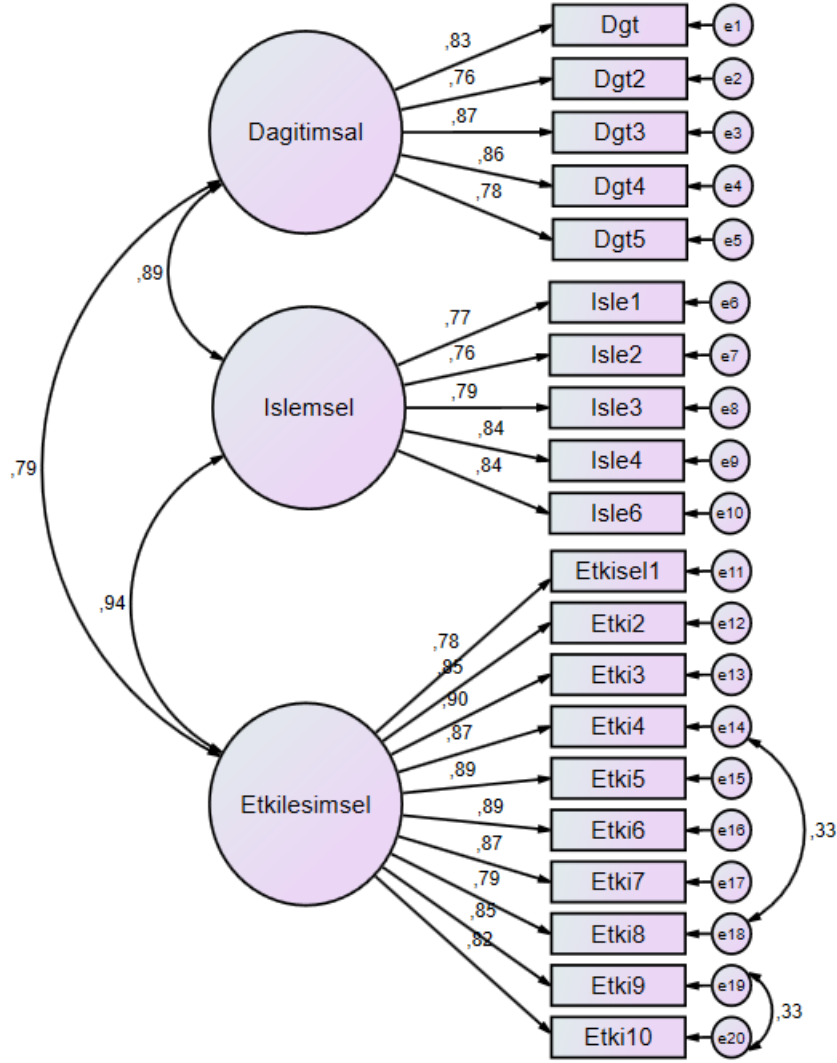 Dagitimsal
,83
Dgt
e1
,76
Dgt2
e2
,87
Dgt3
e3
,86
Dgt4
e4
,78
Dgt5
e5
,89
Islemsel
,77
Isle1
e6
,76
Isle2
e7
,79
Isle3
e8
,84
Isle4
e9
,84
Isle6
e10
,79
,94
Etkilesimsel
,78
Etkisel1
e11
,85
Etki2
e12
,90
Etki3
e13
,87
Etki4
e14
,89
Etki5
e15
,89
Etki6
e16
,87
Etki7
e17
,79
Etki8
e18
,85
Etki9
e19
,82
Etki10
e20
,33
,33